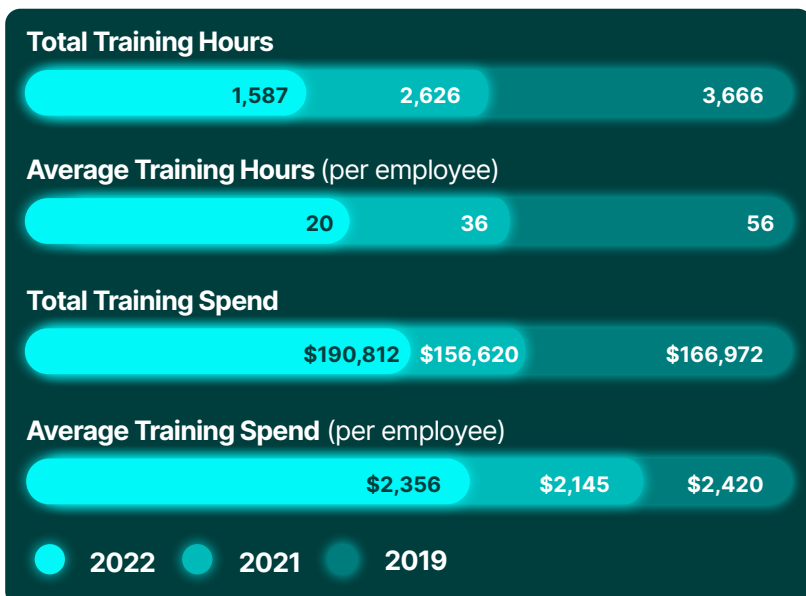 Total Training Hours
1,587 2,626 3,666
Average Training Hours (per employee)
20 36 56
Total Training Spend
$190,812 $156,620 $166,972
Average Training Spend (per employee)
$2,356 $2,145 $2,420
2022 2021 2019